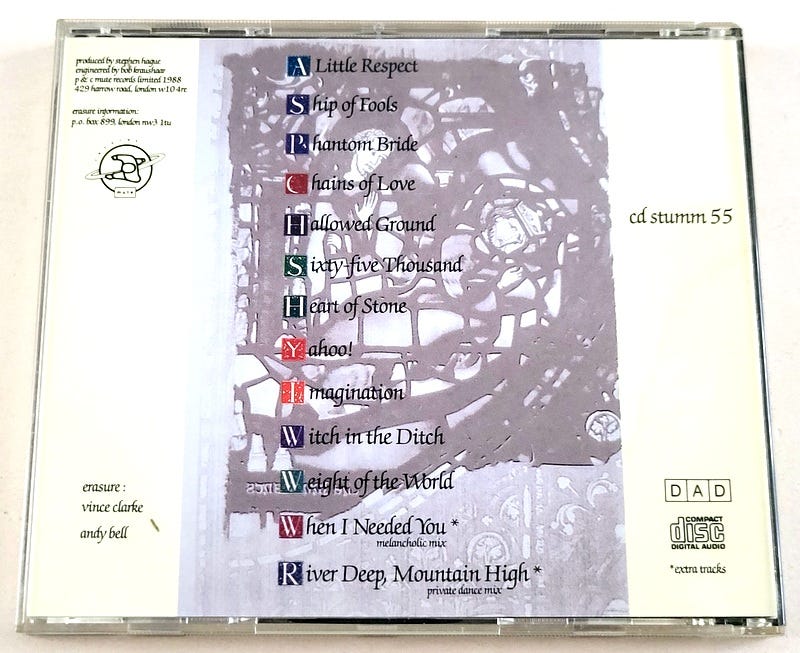 produced by stephen hague
engineered by bob kraushaar
p & c mute records limited 1988
429 harrow road, london w10 4re
erasure information:
p.o. box 899, london nw3 1tu
mute
A Little Respect
Ship of Fools
Phantom Bride
Chains of Love
Hallowed Ground
Sixty-five Thousand
Heart of Stone
Yahoo!
Imagination
Witch in the Ditch
Weight of the World
When I Needed You *
melancholic mix
River Deep, Mountain High *
private dance mix
erasure :
vince clarke
andy bell
cd stumm 55
DAD
COMPACT
disc
DIGITAL AUDIO
*extra tracks